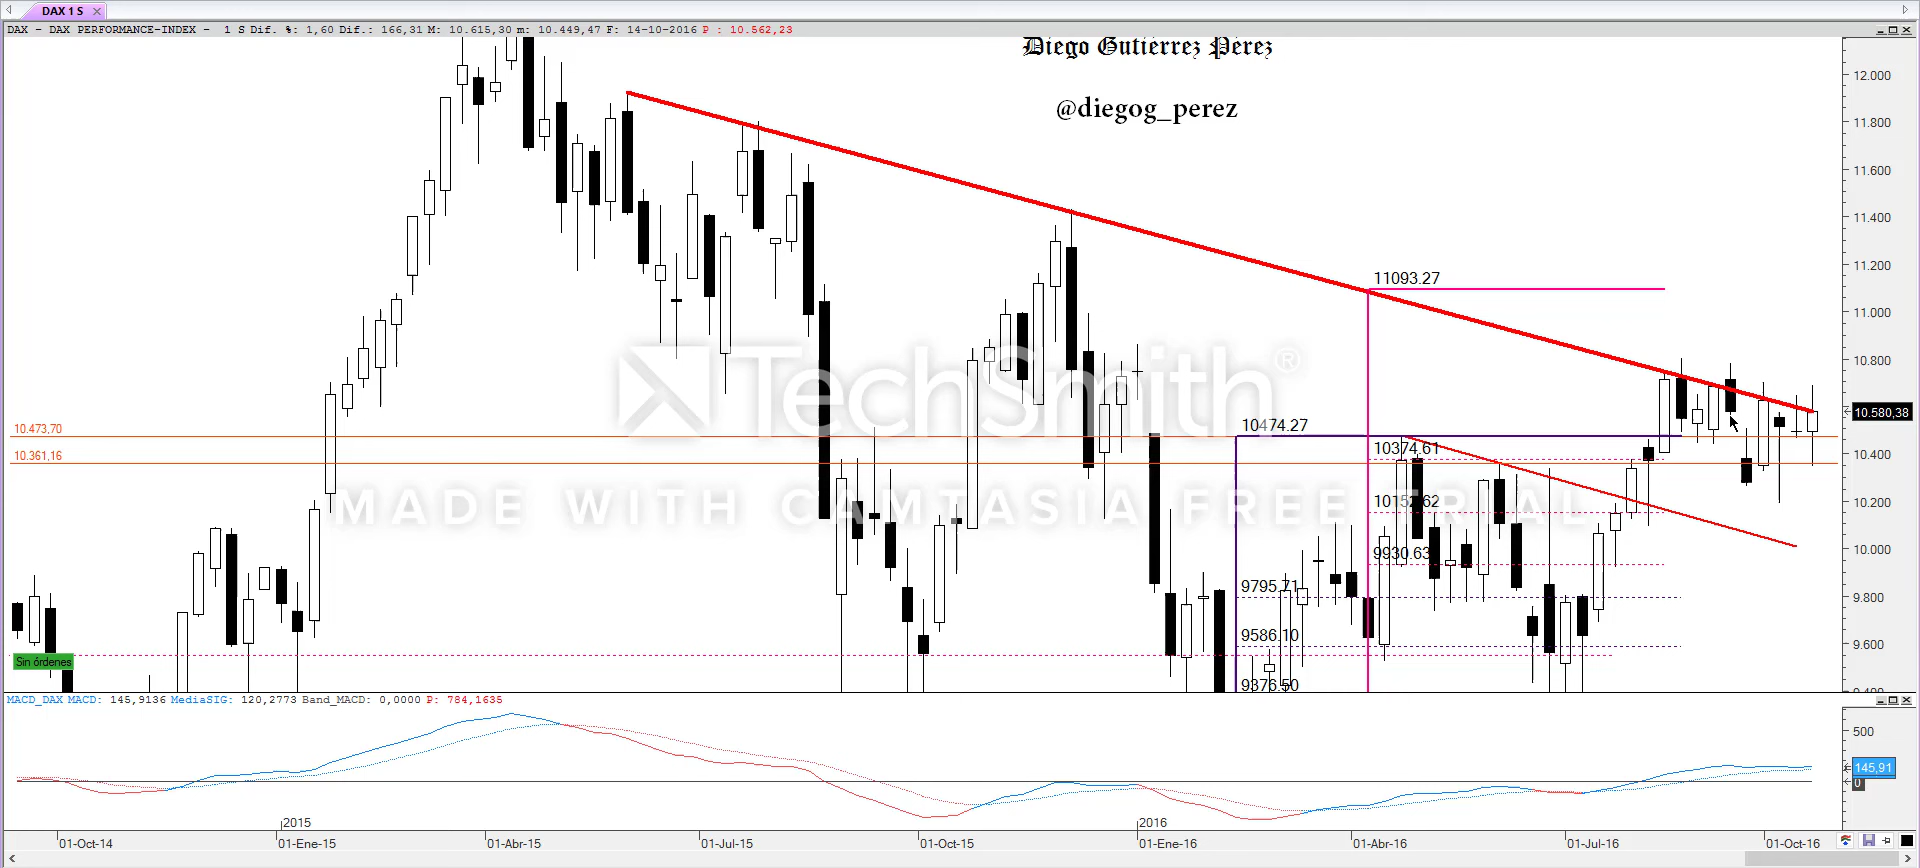 DAX 1 S
DAX - DAX PERFORMANCE-INDEX - 1 S Dif. %: 1,60 Dif.: 166,31 M: 10.615,30 m: 10.449,47 F: 14-10-2016 P : 10.562,23
Diego Gutiérrez Pérez
@diegog_perez
12.000
11.800
11.600
11.400
11.200
11.000
10.800
10.580,38
10.400
10.200
10.000
9.800
9.600
9.400
11093.27
10474.27
10.473,70
10374.61
10.361,16
TechSmith®
MADE WITH CAMTASIA FREE TRIAL
10152.62
9930.63
9795.71
9586.10
9376.50
Sin órdenes
MACD_DAX MACD: 145,9136 MediaSIG: 120,2773 Band_MACD: 0,0000 P: 784,1635
500
145,91
0
2015
2016
01-Oct-14
01-Ene-15
01-Abr-15
01-Jul-15
01-Oct-15
01-Ene-16
01-Abr-16
01-Jul-16
01-Oct-16